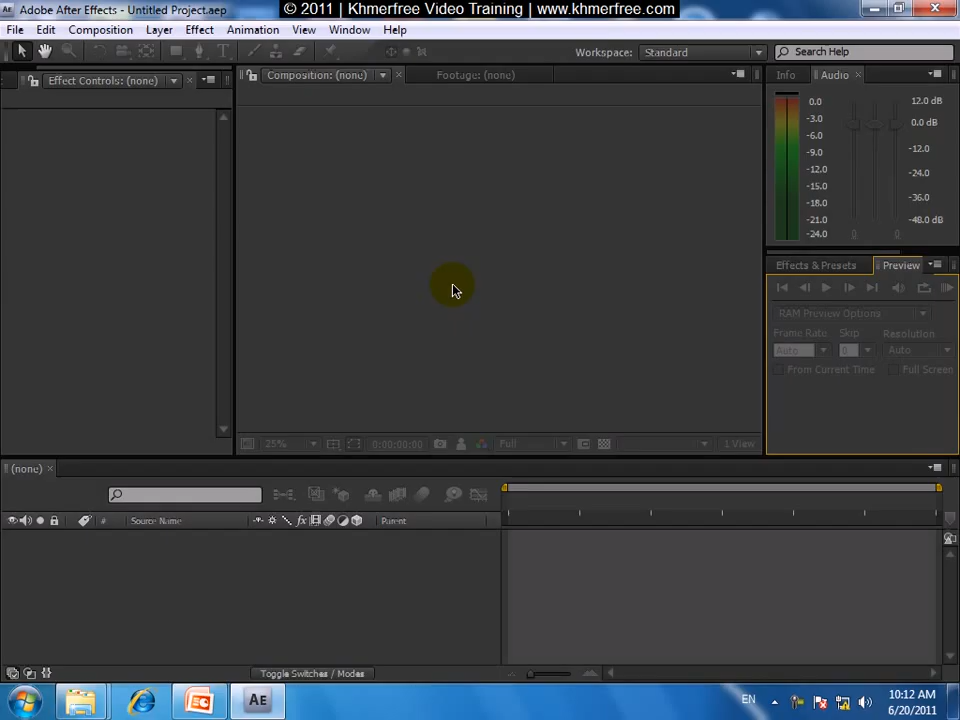 Adobe After Effects - Untitled Project.aep
© 2011 | Khmerfree Video Training | www.khmerfree.com
File Edit Composition Layer Effect Animation View Window Help
Workspace: Standard Search Help
Effect Controls: (none)
Composition: (none) Footage: (none)
Info Audio
0.0 12.0 dB
-3.0 0.0 dB
-6.0
-9.0 -12.0
-12.0 -24.0
-15.0
-18.0 -36.0
-21.0 -48.0 dB
-24.0 0 0
Effects & Presets Preview
RAM Preview Options
Frame Rate Skip Resolution
Auto 0 Auto
From Current Time Full Screen
25% 0:00:00:00 Full 1 View
(none)
# Source Name fx Parent
Toggle Switches / Modes
Ae EN 10:12 AM
6/20/2011